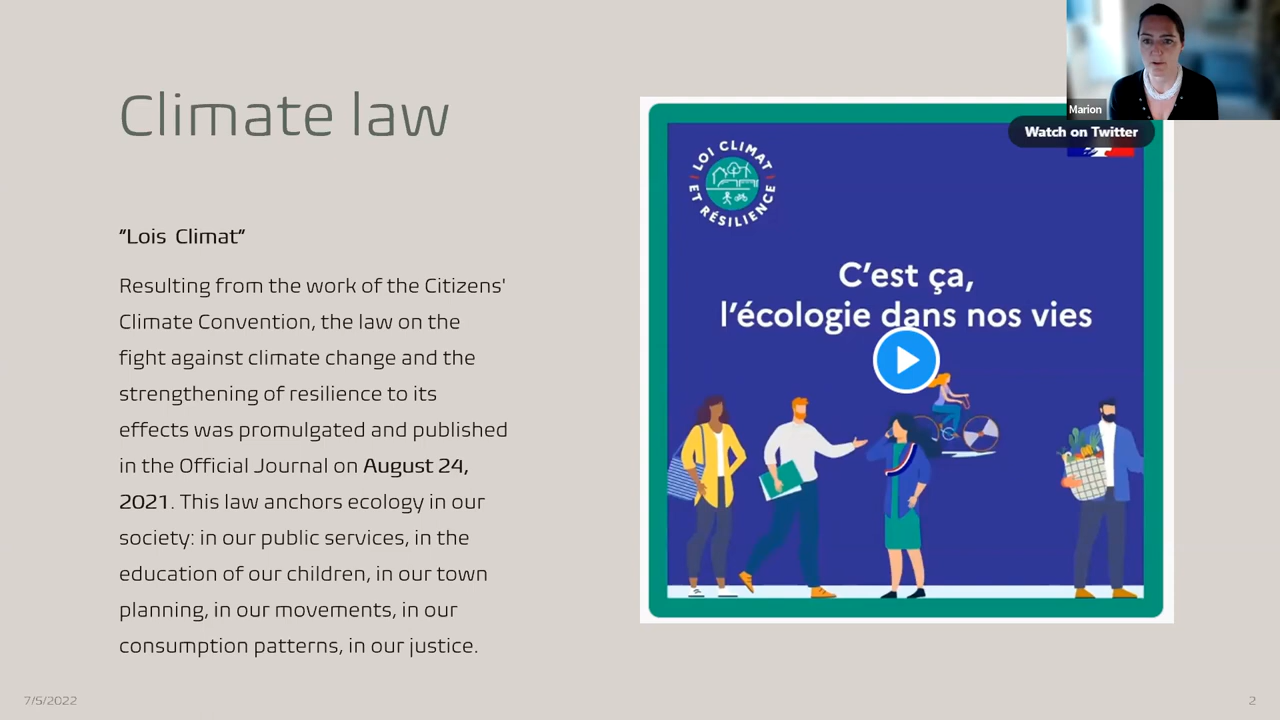 Climate law
"Lois Climat"
Resulting from the work of the Citizens'
Climate Convention, the law on the
fight against climate change and the
strengthening of resilience to its
effects was promulgated and published
in the Official Journal on August 24,
2021. This law anchors ecology in our
society: in our public services, in the
education of our children, in our town
planning, in our movements, in our
consumption patterns, in our justice.
Marion
Watch on Twitter
LOI CLIMAT
ET RÉSILIENCE
C'est ça,
l'écologie dans nos vies
7/5/2022
2